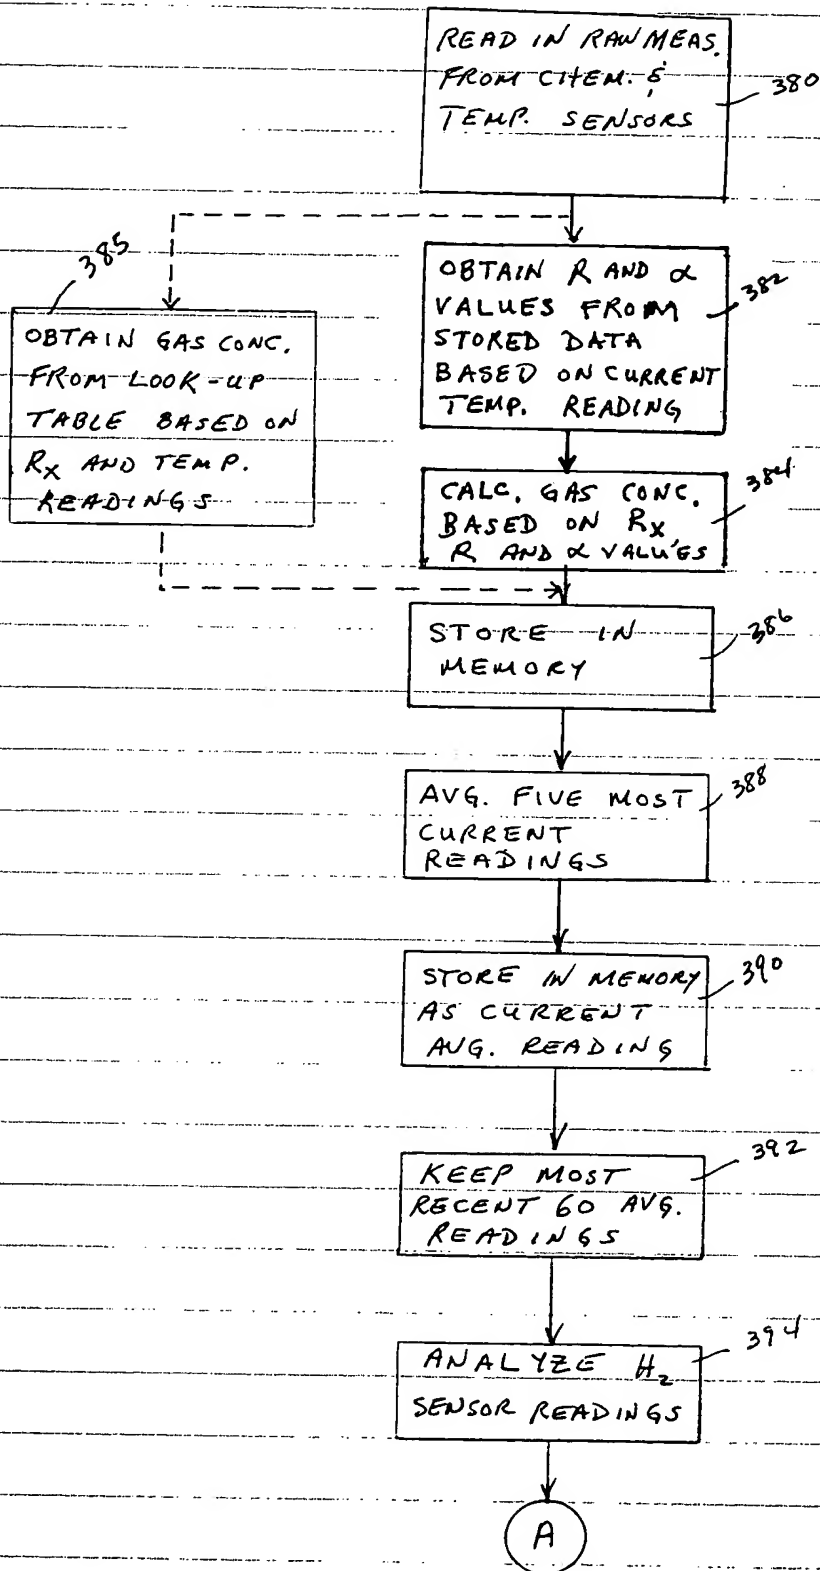 READ IN RAW MEAS.
FROM CHEM. &
TEMP. SENSORS
380
385
OBTAIN GAS CONC.
FROM LOOK-UP
TABLE BASED ON
Rx AND TEMP.
READINGS
OBTAIN R AND α
VALUES FROM
STORED DATA
BASED ON CURRENT
TEMP. READING
382
CALC. GAS CONC.
BASED ON Rx
R AND α VALUES
384
STORE IN
MEMORY
386
AVG. FIVE MOST
CURRENT
READINGS
388
STORE IN MEMORY
AS CURRENT
AVG. READING
390
KEEP MOST
RECENT 60 AVG.
READINGS
392
ANALYZE H2
SENSOR READINGS
394
A